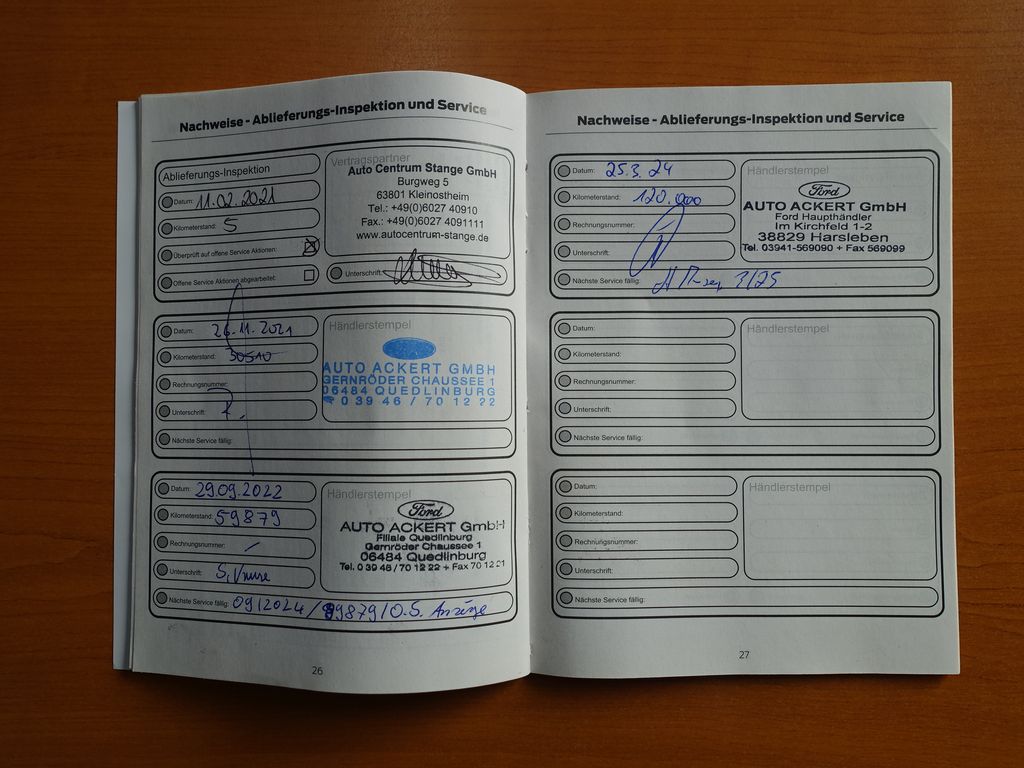 Nachweise - Ablieferungs-Inspektion und Service
Ablieferungs-Inspektion
Datum: 11.02.2021
Kilometerstand: 5
Überprüft auf offene Service Aktionen:
Offene Service Aktionen abgearbeitet:
Vertragspartner
Auto Centrum Stange GmbH
Burgweg 5
63801 Kleinostheim
Tel.: +49(0)6027 40910
Fax.: +49(0)6027 4091111
www.autocentrum-stange.de
Unterschrift:
Datum: 26.11.2021
Kilometerstand: 30510
Rechnungsnummer:
Unterschrift:
Nächste Service fällig:
Händlerstempel
AUTO ACKERT GMBH
GERNRÖDER CHAUSSEE 1
06484 QUEDLINBURG
0 39 46 / 70 12 22
Datum: 29.09.2022
Kilometerstand: 59879
Rechnungsnummer: -
Unterschrift:
Nächste Service fällig: 09/2024 / 99879 / o.S. Anzeige
Händlerstempel
Ford
AUTO ACKERT GmbH
Filiale Quedlinburg
Gernröder Chaussee 1
06484 Quedlinburg
Tel. 0 39 46 / 70 12 22 + Fax 70 12 21
26
Nachweise - Ablieferungs-Inspektion und Service
Datum: 25.3.24
Kilometerstand: 120.000
Rechnungsnummer:
Unterschrift:
Nächste Service fällig: 3/25
Händlerstempel
Ford
AUTO ACKERT GmbH
Ford Haupthändler
Im Kirchfeld 1-2
38829 Harsleben
Tel. 03941-569090 + Fax 569099
Datum:
Kilometerstand:
Rechnungsnummer:
Unterschrift:
Nächste Service fällig:
Händlerstempel
Datum:
Kilometerstand:
Rechnungsnummer:
Unterschrift:
Nächste Service fällig:
Händlerstempel
27